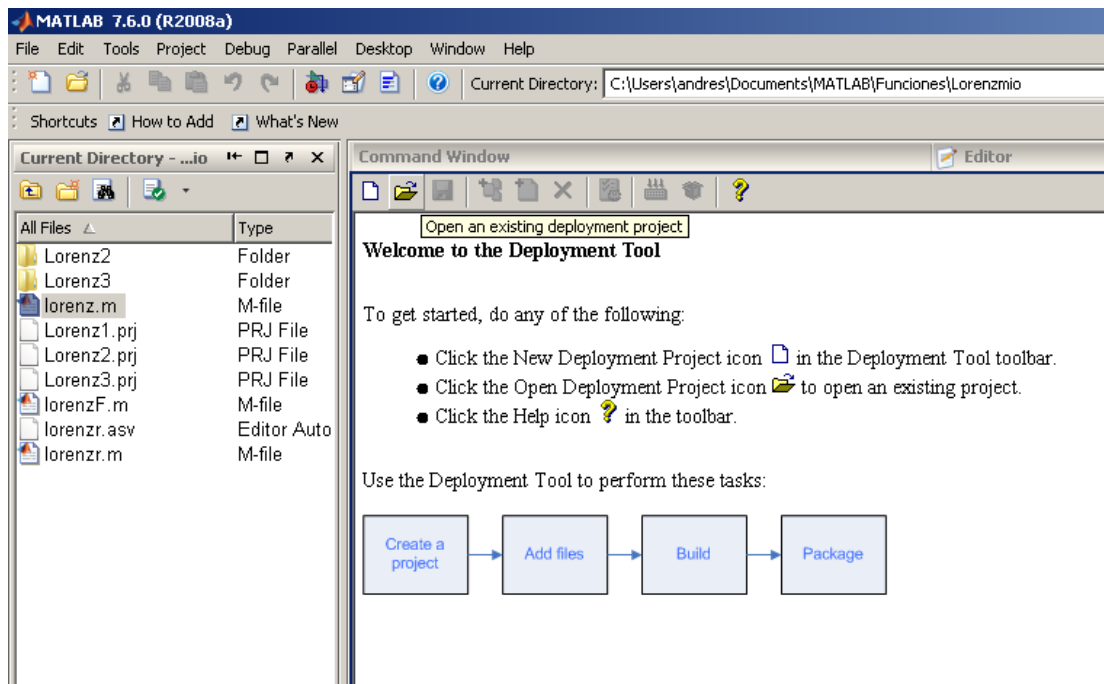 MATLAB 7.6.0 (R2008a)
File Edit Tools Project Debug Parallel Desktop Window Help
Current Directory: C:\Users\andres\Documents\MATLAB\Funciones\Lorenzmio
Shortcuts How to Add What's New
Current Directory - ...io
Command Window
Editor
All Files Type
Lorenz2 Folder
Lorenz3 Folder
lorenz.m M-file
Lorenz1.prj PRJ File
Lorenz2.prj PRJ File
Lorenz3.prj PRJ File
lorenzF.m M-file
lorenzr.asv Editor Auto
lorenzr.m M-file
Open an existing deployment project
Welcome to the Deployment Tool
To get started, do any of the following:
● Click the New Deployment Project icon in the Deployment Tool toolbar.
● Click the Open Deployment Project icon to open an existing project.
● Click the Help icon in the toolbar.
Use the Deployment Tool to perform these tasks:
Create a
project
Add files
Build
Package